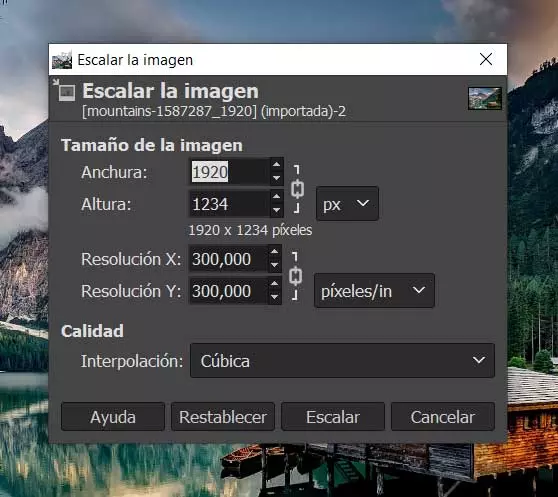 Escalar la imagen
Escalar la imagen
[mountains-1587287_1920] (importada)-2
Tamaño de la imagen
Anchura: 1920
Altura: 1234 px
1920 x 1234 píxeles
Resolución X: 300,000
Resolución Y: 300,000 píxeles/in
Calidad
Interpolación: Cúbica
Ayuda Restablecer Escalar Cancelar